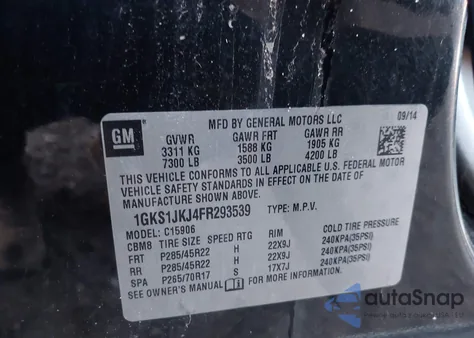 MFD BY GENERAL MOTORS LLC
09/14
GM
GVWR GAWR FRT GAWR RR
3311 KG 1588 KG 1905 KG
7300 LB 3500 LB 4200 LB
THIS VEHICLE CONFORMS TO ALL APPLICABLE U.S. FEDERAL MOTOR
VEHICLE SAFETY STANDARDS IN EFFECT ON THE DATE OF
MANUFACTURE SHOWN ABOVE.
1GKS1JKJ4FR293539 TYPE: M.P.V.
MODEL: C15906
CBM8 TIRE SIZE SPEED RTG RIM COLD TIRE PRESSURE
FRT P285/45R22 H 22X9J 240KPA(35PSI)
RR P285/45R22 H 22X9J 240KPA(35PSI)
SPA P265/70R17 S 17X7J 240KPA(35PSI)
SEE OWNER'S MANUAL FOR MORE INFORMATION.
autoSnap